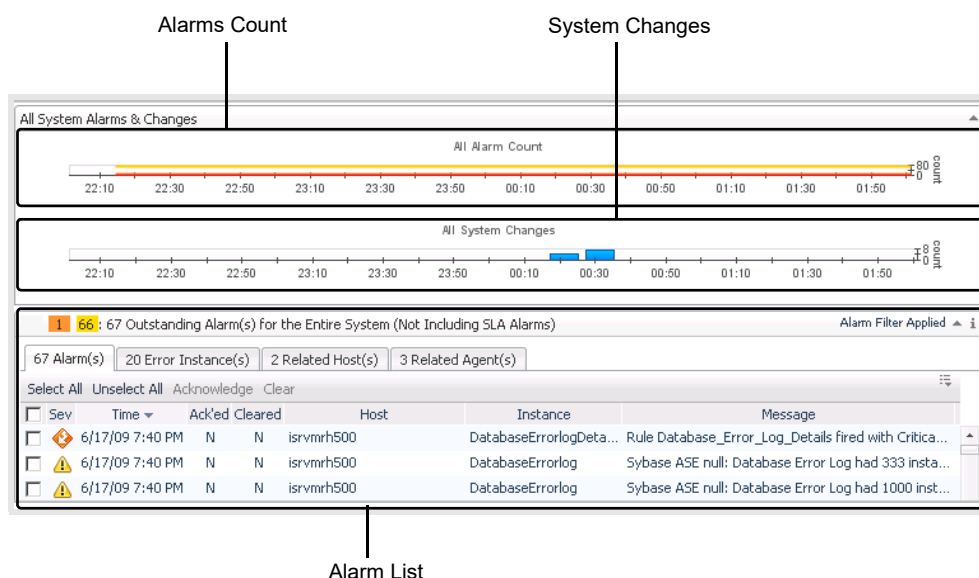 Alarms Count
System Changes
All System Alarms & Changes
All Alarm Count
80
0
count
22:10 22:30 22:50 23:10 23:30 23:50 00:10 00:30 00:50 01:10 01:30 01:50
All System Changes
8
0
count
22:10 22:30 22:50 23:10 23:30 23:50 00:10 00:30 00:50 01:10 01:30 01:50
1 66 : 67 Outstanding Alarm(s) for the Entire System (Not Including SLA Alarms) Alarm Filter Applied
67 Alarm(s) 20 Error Instance(s) 2 Related Host(s) 3 Related Agent(s)
Select All Unselect All Acknowledge Clear
Sev Time Ack'ed Cleared Host Instance Message
6/17/09 7:40 PM N N isrvmrh500 DatabaseErrorlogDeta... Rule Database_Error_Log_Details fired with Critica...
6/17/09 7:40 PM N N isrvmrh500 DatabaseErrorlog Sybase ASE null: Database Error Log had 333 insta...
6/17/09 7:40 PM N N isrvmrh500 DatabaseErrorlog Sybase ASE null: Database Error Log had 1000 inst...
Alarm List